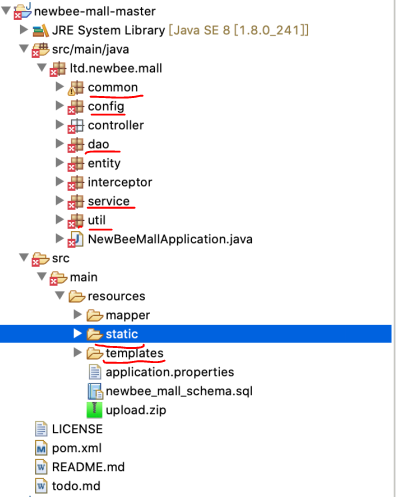 newbee-mall-master
JRE System Library [Java SE 8 [1.8.0_241]]
src/main/java
ltd.newbee.mall
common
config
controller
dao
entity
interceptor
service
util
NewBeeMallApplication.java
src
main
resources
mapper
static
templates
application.properties
newbee_mall_schema.sql
upload.zip
LICENSE
pom.xml
README.md
todo.md